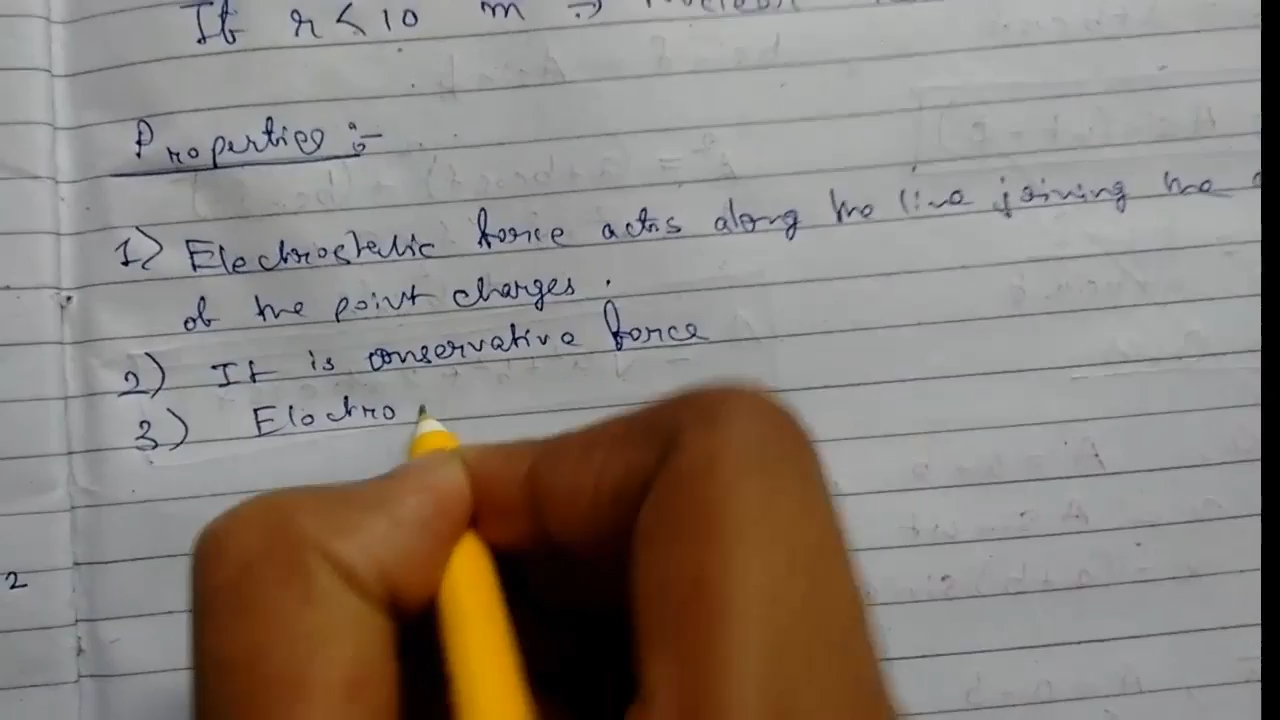 If r < 10 m ⇒
Properties :-
1) Electrostatic force acts along the line joining the
of the point charges.
2) It is conservative force
3) Electro
2